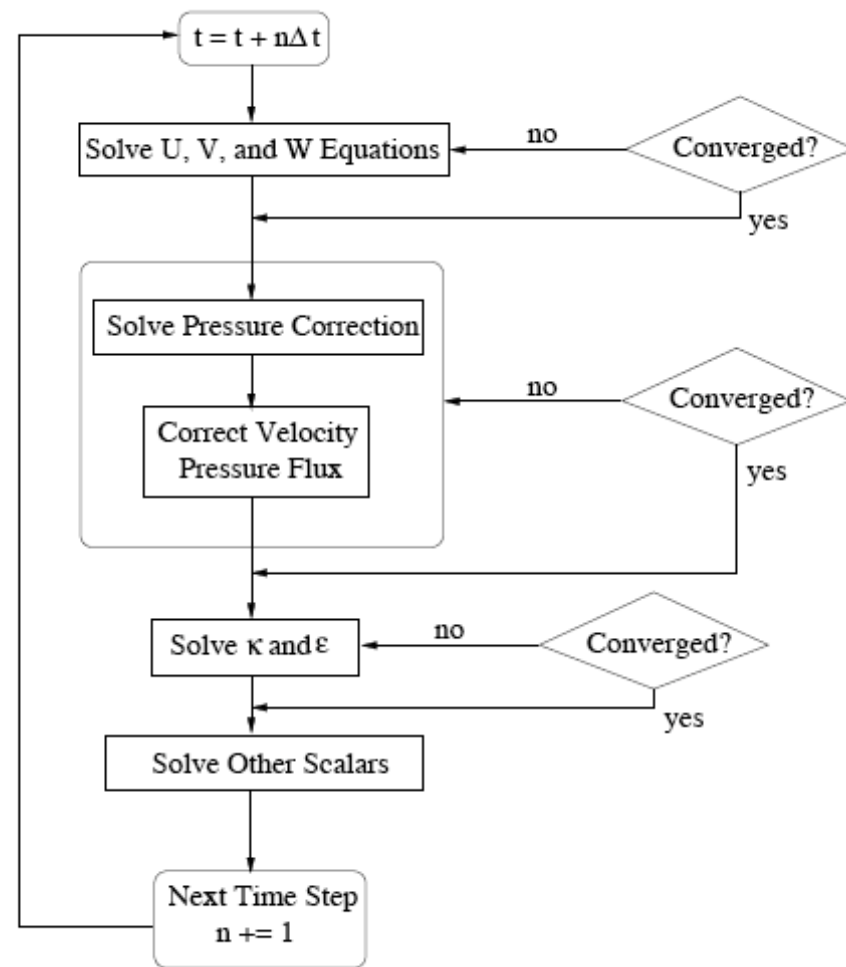 t = t + nΔt
Solve U, V, and W Equations
no
Converged?
yes
Solve Pressure Correction
Correct Velocity
Pressure Flux
no
Converged?
yes
Solve κ and ε
no
Converged?
yes
Solve Other Scalars
Next Time Step
n += 1